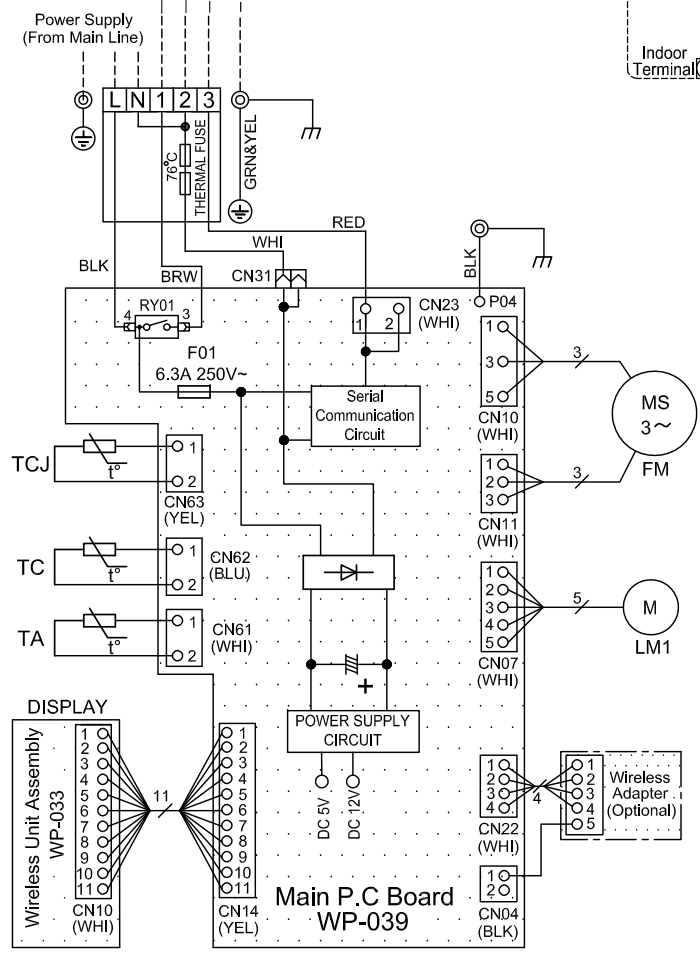 Power Supply
(From Main Line)
Indoor
Terminal
L N 1 2 3
76°C
THERMAL FUSE
GRN&YEL
RED
WHI
BLK
BRW
CN31
BLK
P04
RY01
4 3
CN23
(WHI)
1 2
F01
6.3A 250V~
Serial
Communication
Circuit
1
3
5
CN10
(WHI)
3
MS
3~
FM
1
2
3
CN11
(WHI)
3
TCJ
t°
1
2
CN63
(YEL)
TC
t°
1
2
CN62
(BLU)
TA
t°
1
2
CN61
(WHI)
1
2
3
4
5
CN07
(WHI)
5
M
LM1
+
POWER SUPPLY
CIRCUIT
DC 5V
DC 12V
DISPLAY
Wireless Unit Assembly
WP-033
1
2
3
4
5
6
7
8
9
10
11
CN10
(WHI)
11
1
2
3
4
5
6
7
8
9
10
11
CN14
(YEL)
Main P.C Board
WP-039
1
2
3
4
CN22
(WHI)
4
1
2
3
4
5
Wireless
Adapter
(Optional)
1
2
CN04
(BLK)